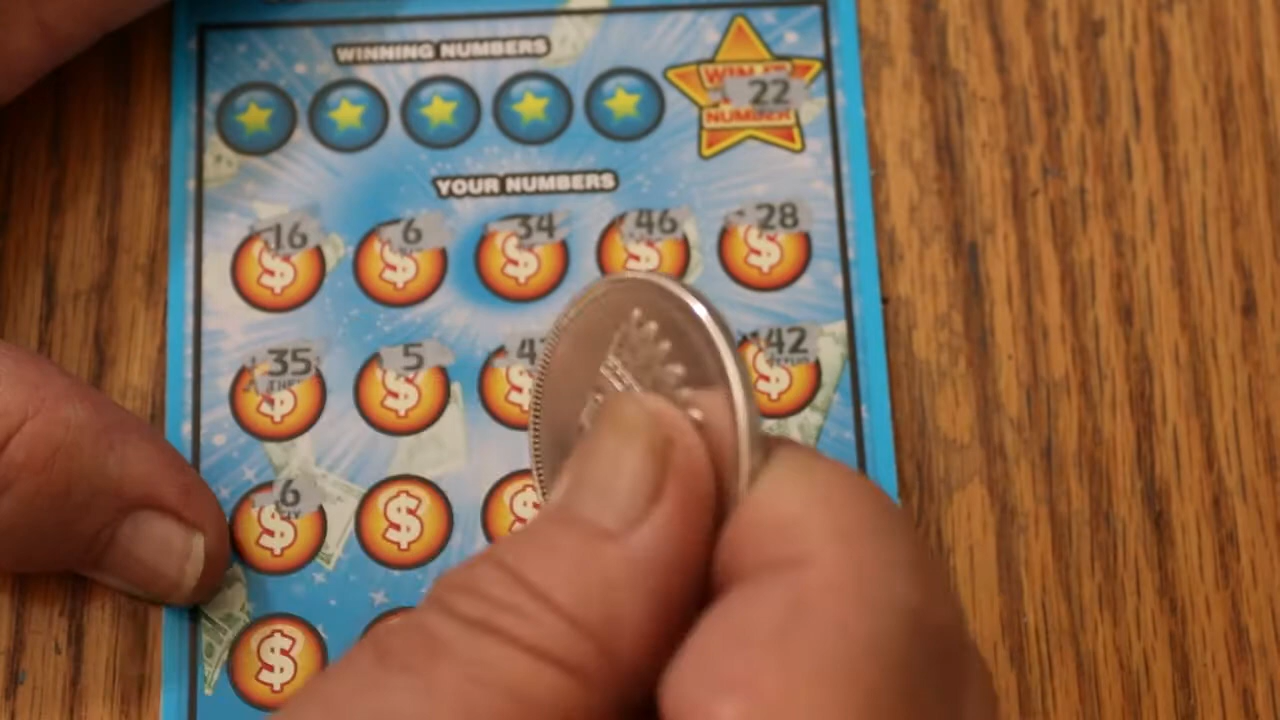 WINNING NUMBERS
22
NUMBER
YOUR NUMBERS
16 6 34 46 28
35 5 42
6